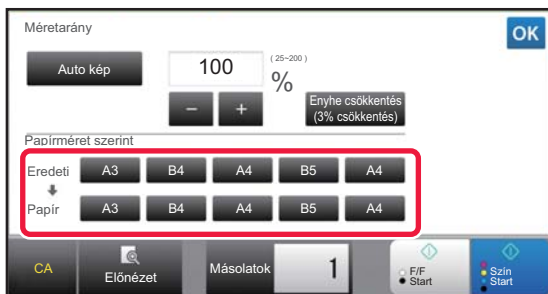 Méretarány
OK
Auto kép
100
( 25~200 )
%
− +
Enyhe csökkentés
(3% csökkentés)
Papírméret szerint
Eredeti A3 B4 A4 B5 A4
Papír A3 B4 A4 B5 A4
CA
Előnézet
Másolatok 1
F/F
Start
Szín
Start